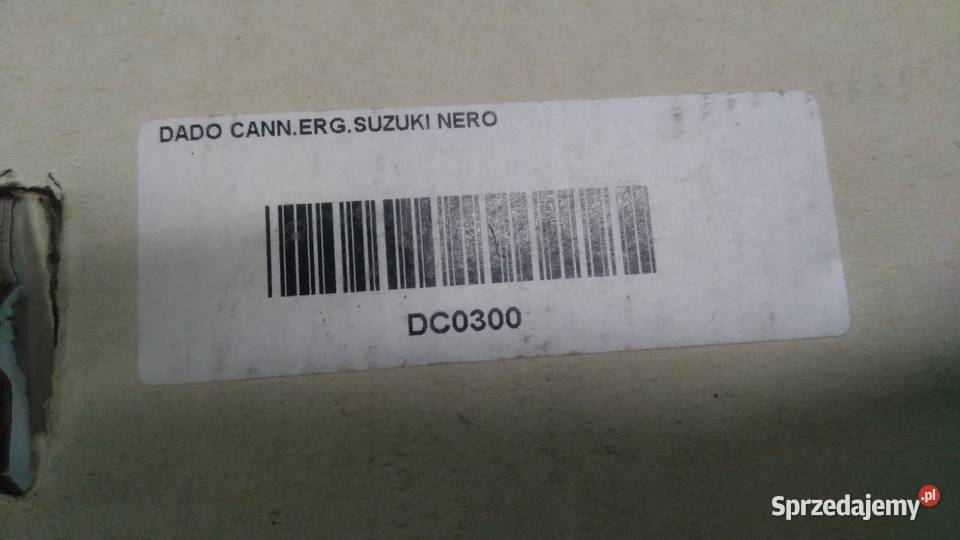 DADO CANN.ERG.SUZUKI NERO
DC0300
Sprzedajemy.pl